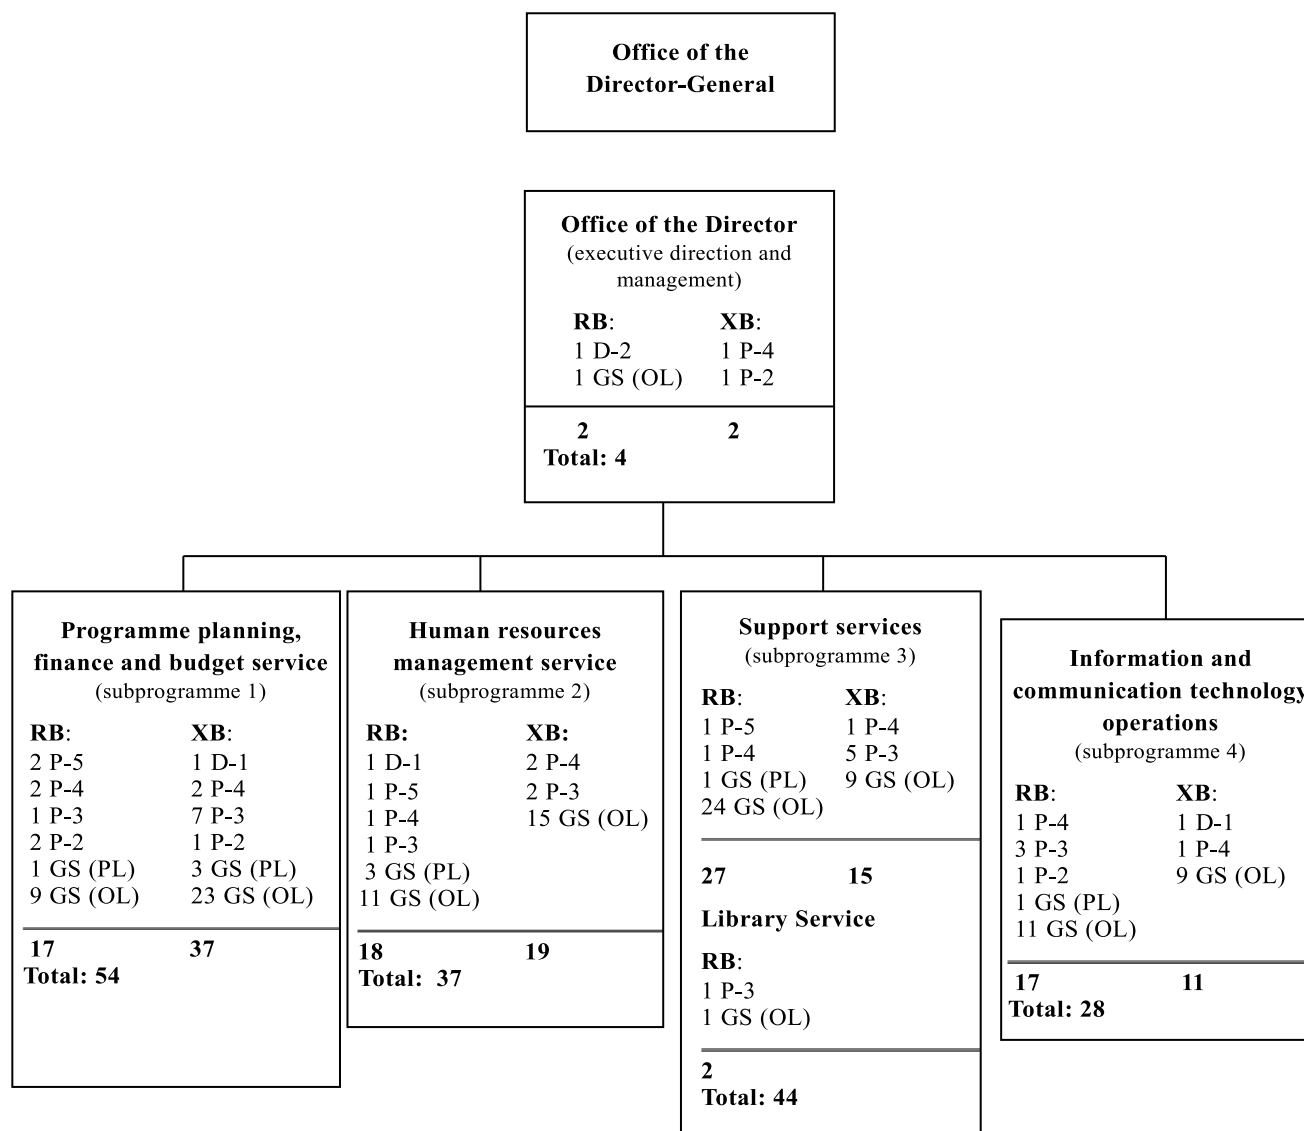 Office of the
Director-General
Office of the Director
(executive direction and
management)
RB: XB:
1 D-2 1 P-4
1 GS (OL) 1 P-2
2 2
Total: 4
Programme planning,
finance and budget service
(subprogramme 1)
RB: XB:
2 P-5 1 D-1
2 P-4 2 P-4
1 P-3 7 P-3
2 P-2 1 P-2
1 GS (PL) 3 GS (PL)
9 GS (OL) 23 GS (OL)
17 37
Total: 54
Human resources
management service
(subprogramme 2)
RB: XB:
1 D-1 2 P-4
1 P-5 2 P-3
1 P-4 15 GS (OL)
1 P-3
3 GS (PL)
11 GS (OL)
18 19
Total: 37
Support services
(subprogramme 3)
RB: XB:
1 P-5 1 P-4
1 P-4 5 P-3
1 GS (PL) 9 GS (OL)
24 GS (OL)
27 15
Library Service
RB:
1 P-3
1 GS (OL)
2
Total: 44
Information and
communication technology
operations
(subprogramme 4)
RB: XB:
1 P-4 1 D-1
3 P-3 1 P-4
1 P-2 9 GS (OL)
1 GS (PL)
11 GS (OL)
17 11
Total: 28